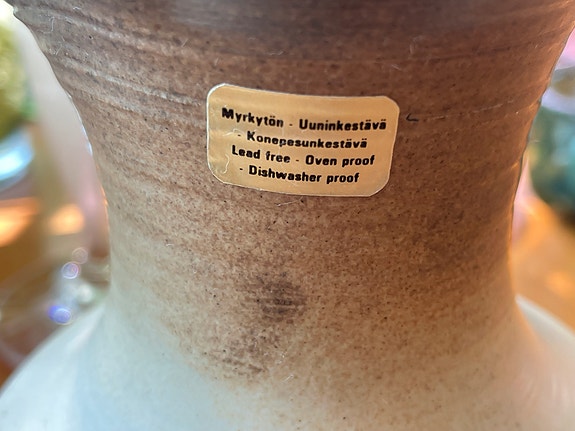 Myrkytön - Uuninkestävä
- Konepesunkestävä
Lead free - Oven proof
- Dishwasher proof